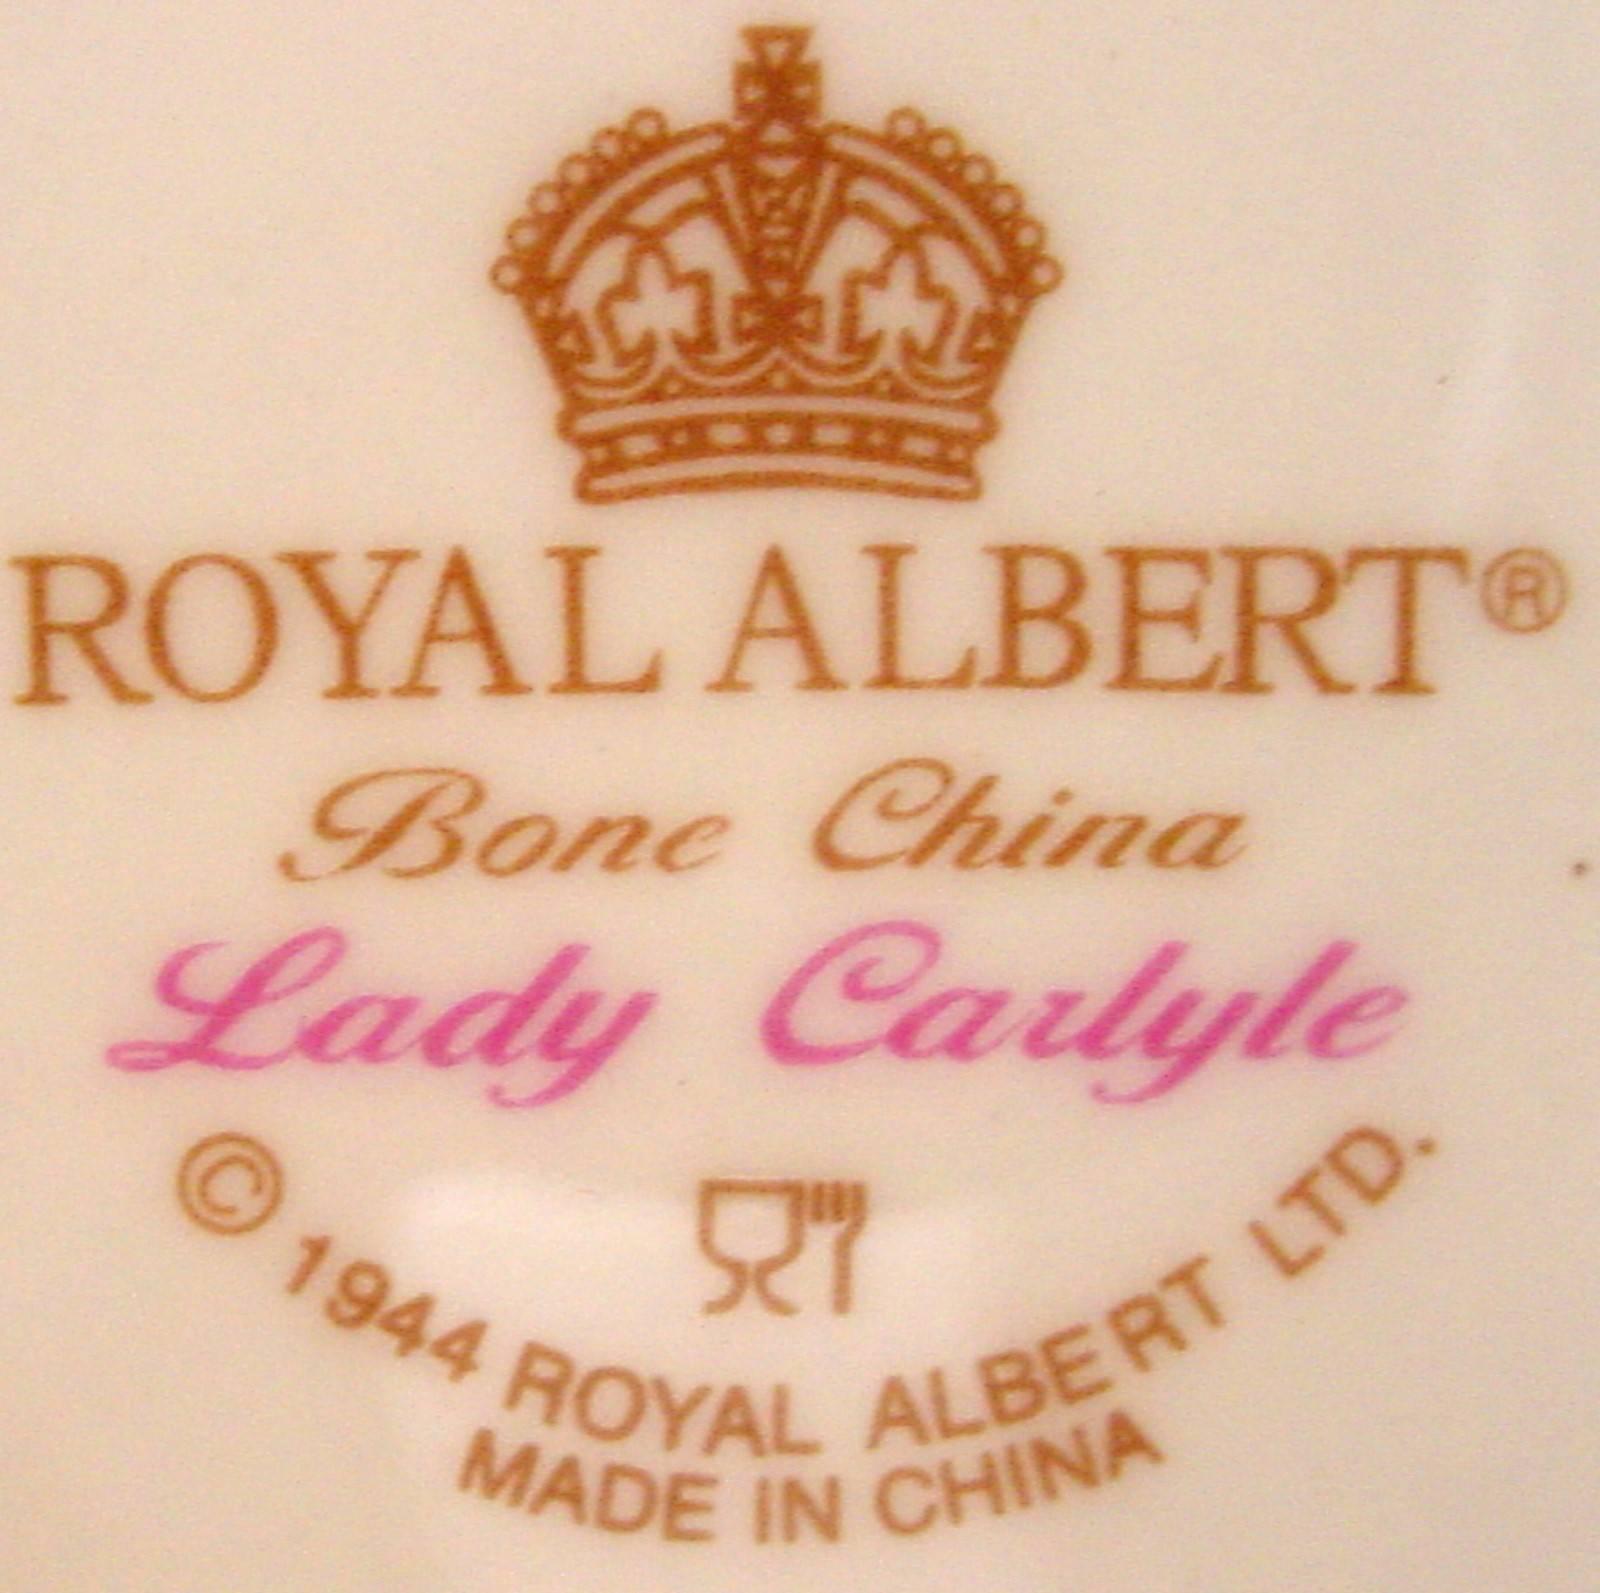 ROYAL ALBERT®
Bone China
Lady Carlyle
© 1944 ROYAL ALBERT LTD.
MADE IN CHINA